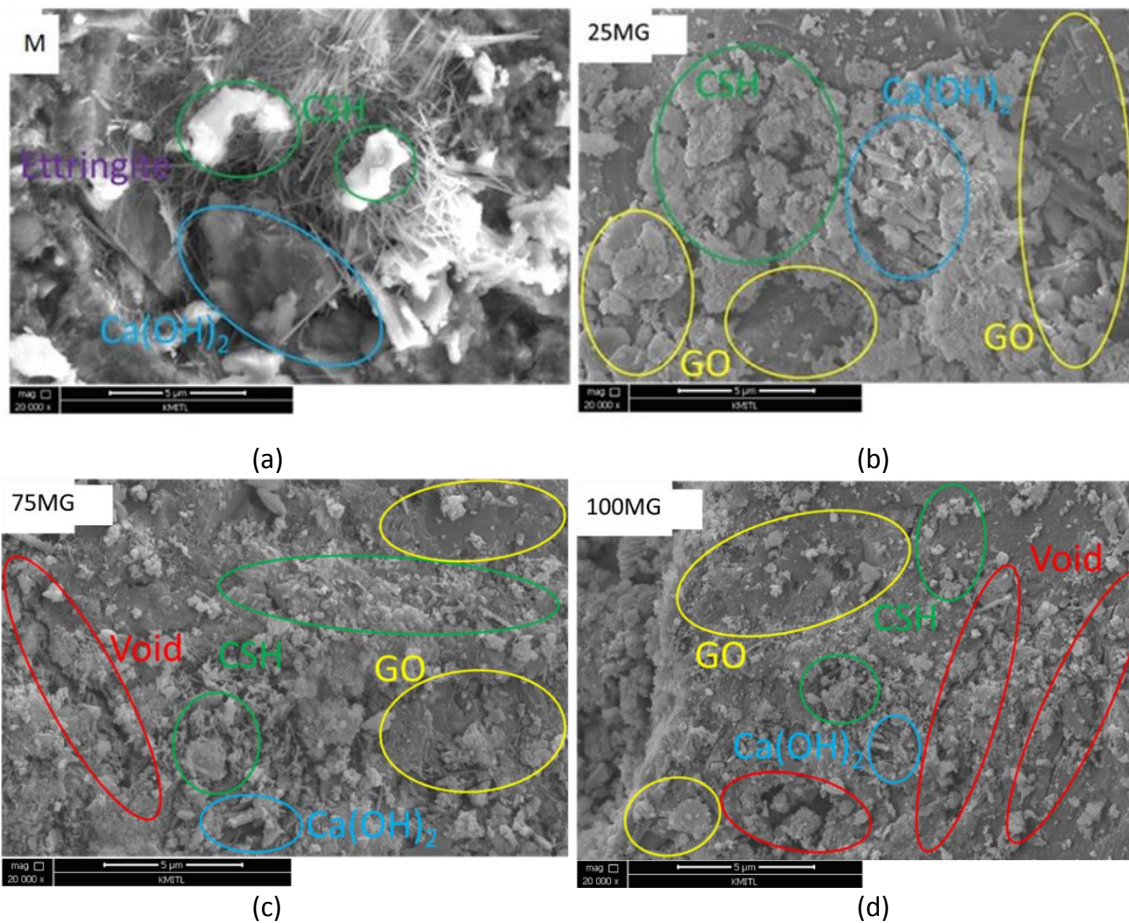 M
CSH
Ettringite
Ca(OH)₂
mag □ 5 µm
20 000 x KMITL
(a)
25MG
CSH
Ca(OH)₂
GO
GO
mag □ 5 µm
20 000 x KMITL
(b)
75MG
Void
CSH
GO
Ca(OH)₂
mag □ 5 µm
20 000 x KMITL
(c)
100MG
Void
CSH
GO
Ca(OH)₂
mag □ 5 µm
20 000 x KMITL
(d)